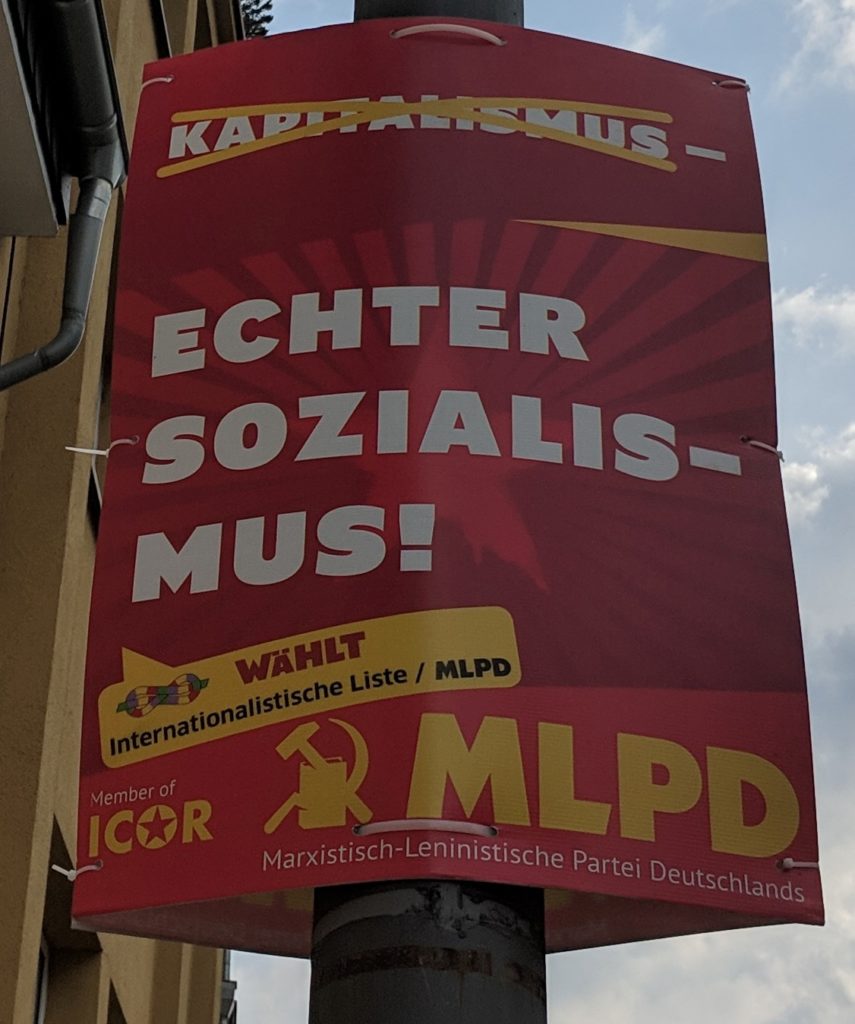 KAPITALISMUS –
ECHTER
SOZIALIS-
MUS!
WÄHLT
Internationalistische Liste / MLPD
Member of
ICOR
MLPD
Marxistisch-Leninistische Partei Deutschlands